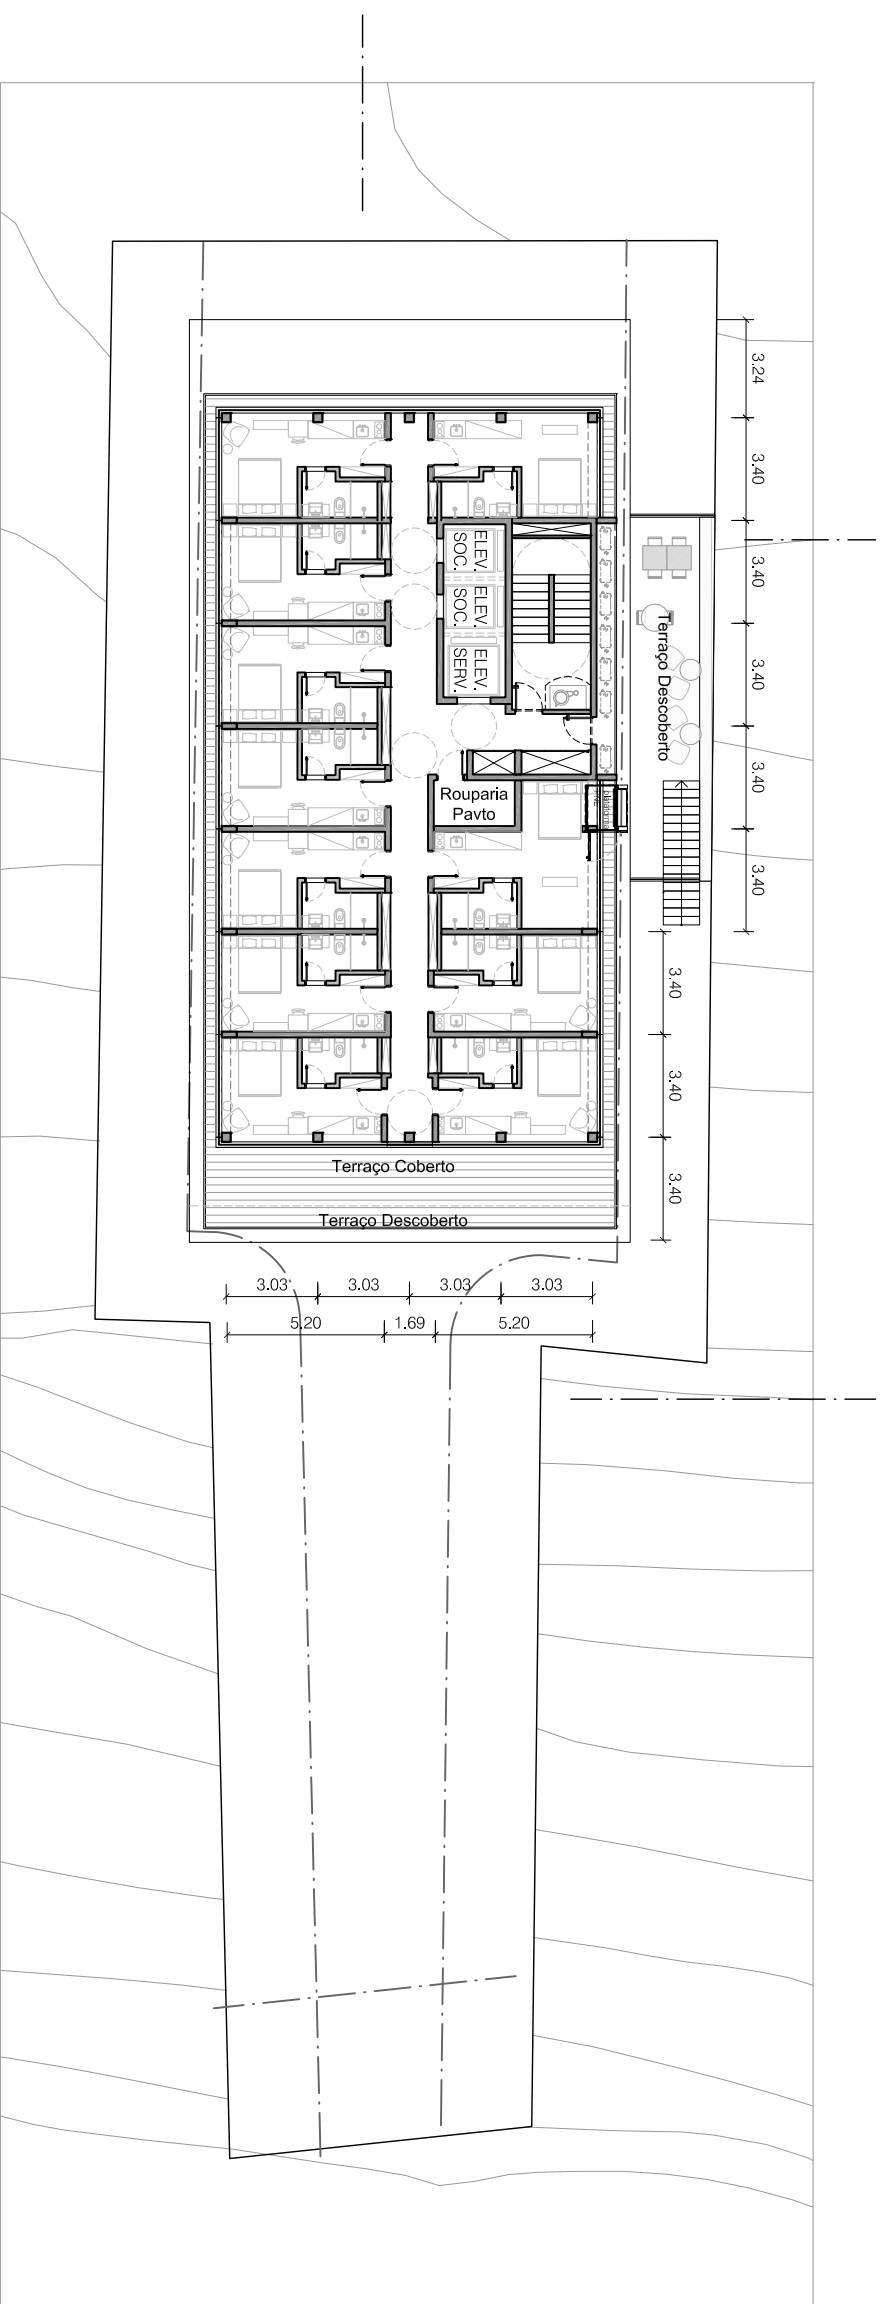 3.24
3.40
3.40
3.40
3.40
3.40
3.40
3.40
3.40
ELEV.
SOC.
ELEV.
SOC.
ELEV.
SERV.
Terraço Descoberto
Rouparia
Pavto
plataforma
PNE
Terraço Coberto
Terraço Descoberto
3.03
3.03
3.03
3.03
5.20
1.69
5.20